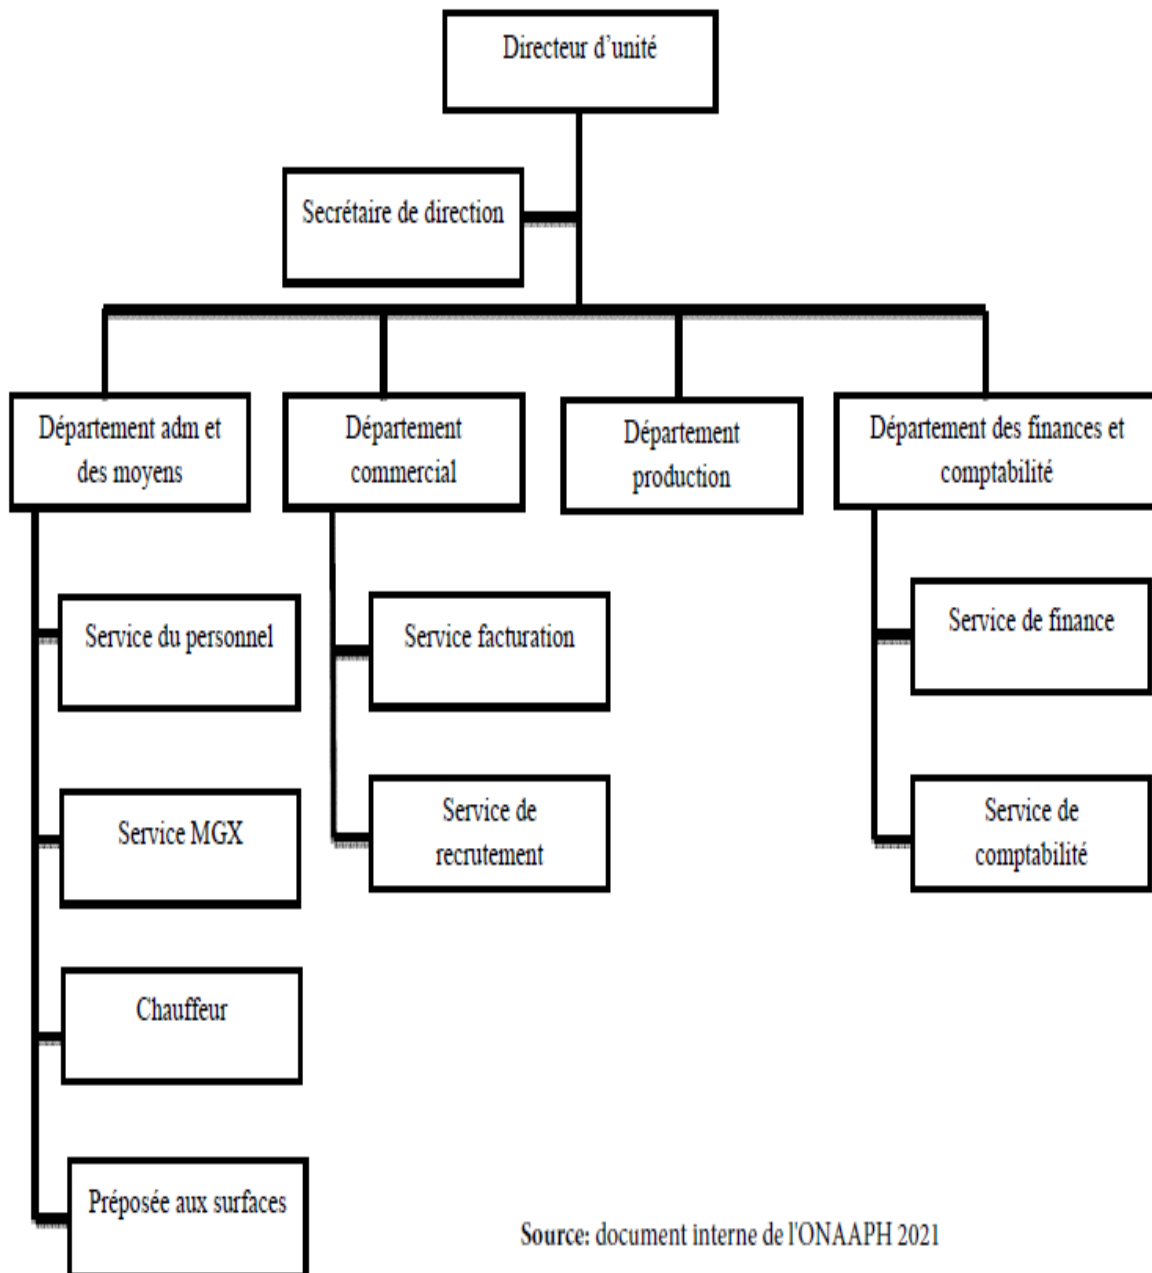 Directeur d’unité
Secrétaire de direction
Département adm et
des moyens
Département
commercial
Département
production
Département des finances et
comptabilité
Service du personnel
Service facturation
Service de finance
Service MGX
Service de
recrutement
Service de
comptabilité
Chauffeur
Préposée aux surfaces
Source: document interne de l'ONAAPH 2021